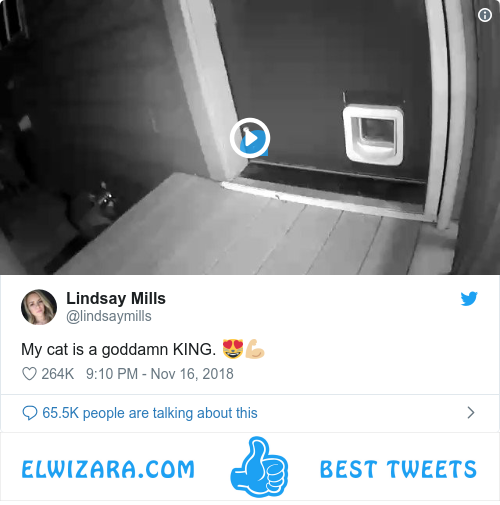 Lindsay Mills
@lindsaymills
My cat is a goddamn KING. 😻💪🏼
264K 9:10 PM - Nov 16, 2018
65.5K people are talking about this
ELWIZARA.COM BEST TWEETS